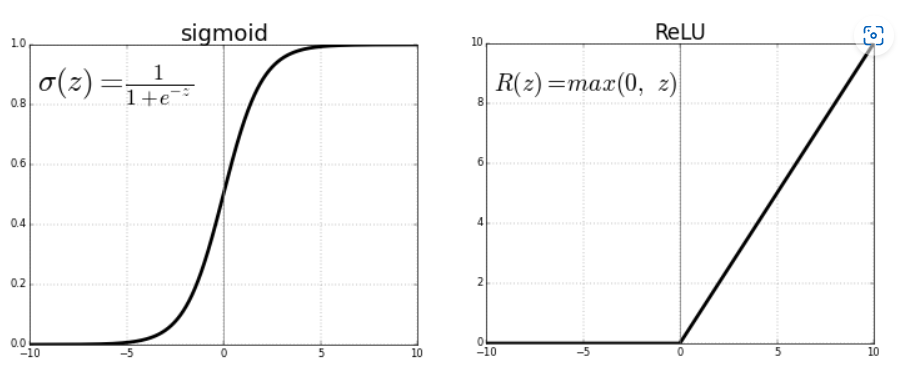 sigmoid
σ(z) = 1/(1+e^{-z})
1.0
0.8
0.6
0.4
0.2
0.0
−10 −5 0 5 10
ReLU
R(z) = max(0, z)
10
8
6
4
2
0
−10 −5 0 5 10